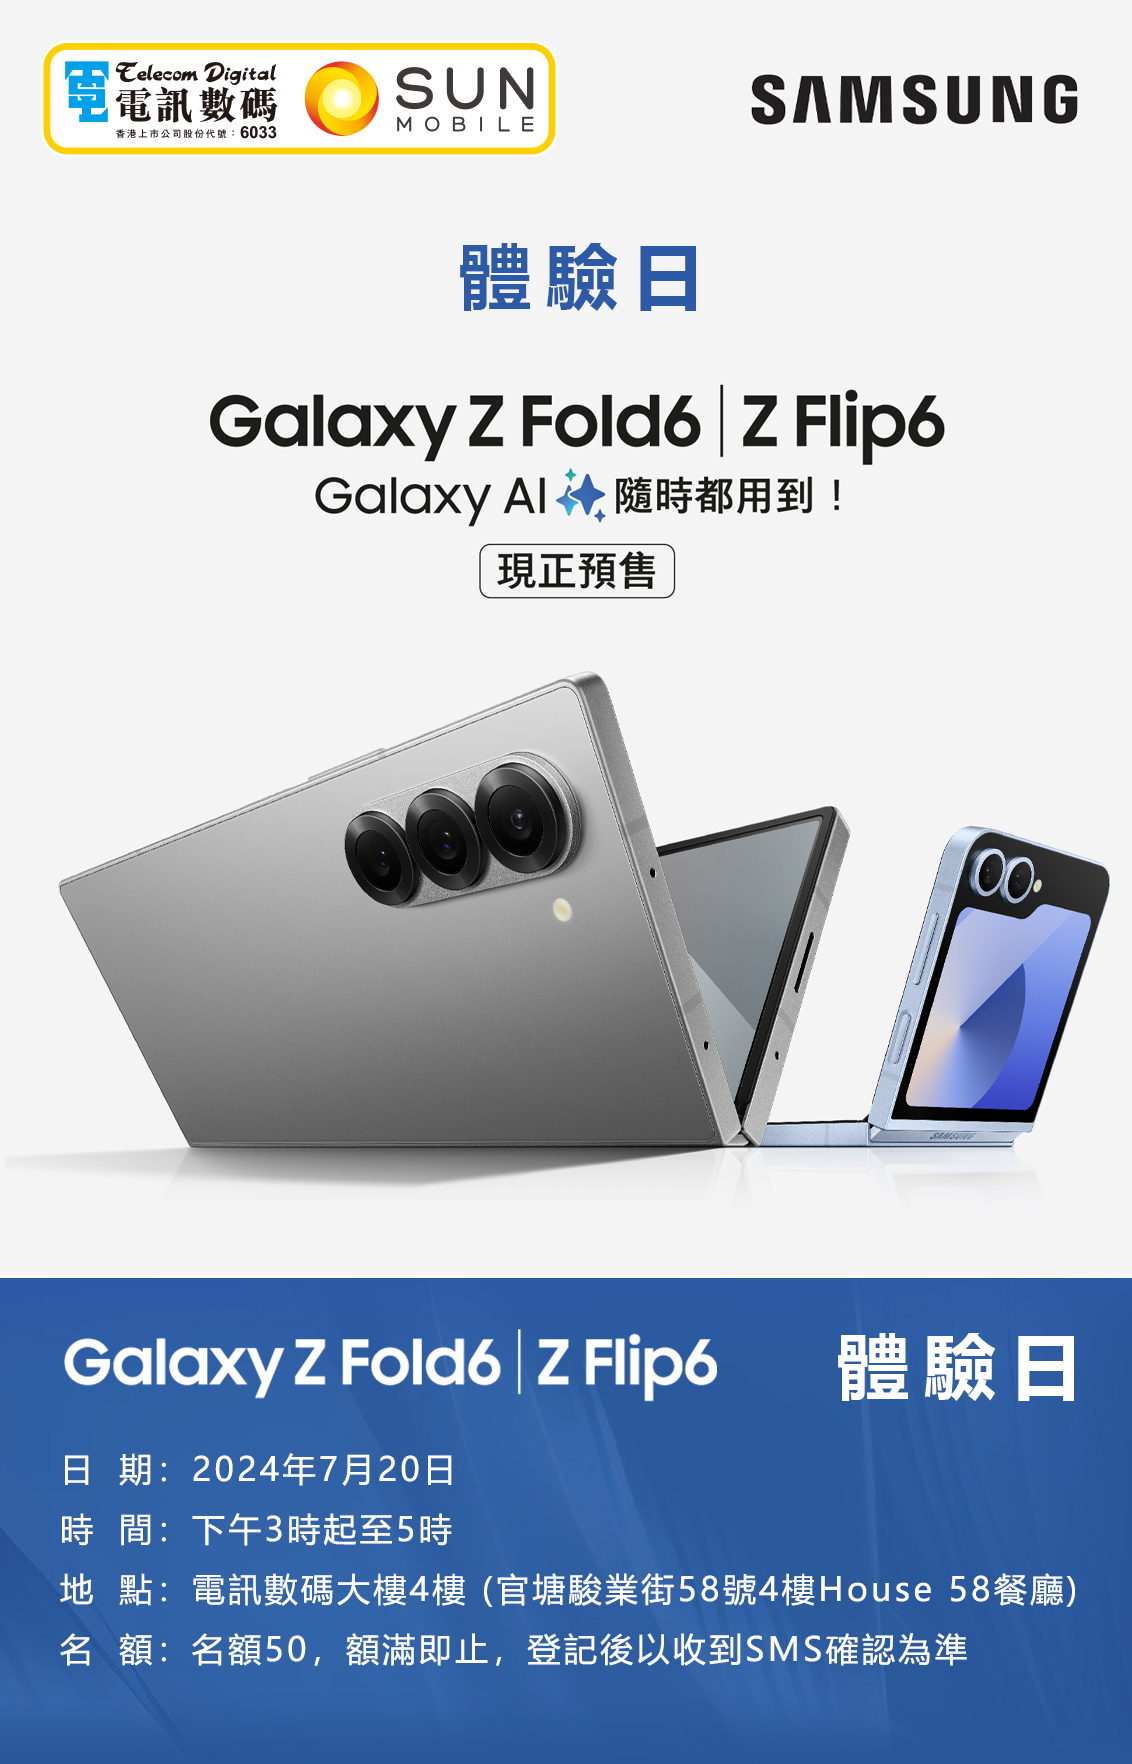 Telecom Digital
電訊數碼
香港上市公司股份代號：6033
SUN
MOBILE
SAMSUNG
體驗日
Galaxy Z Fold6 | Z Flip6
Galaxy AI 隨時都用到！
現正預售
SAMSUNG
Galaxy Z Fold6 | Z Flip6 體驗日
日 期：2024年7月20日
時 間：下午3時起至5時
地 點：電訊數碼大樓4樓 (官塘駿業街58號4樓House 58餐廳)
名 額：名額50，額滿即止，登記後以收到SMS確認為準